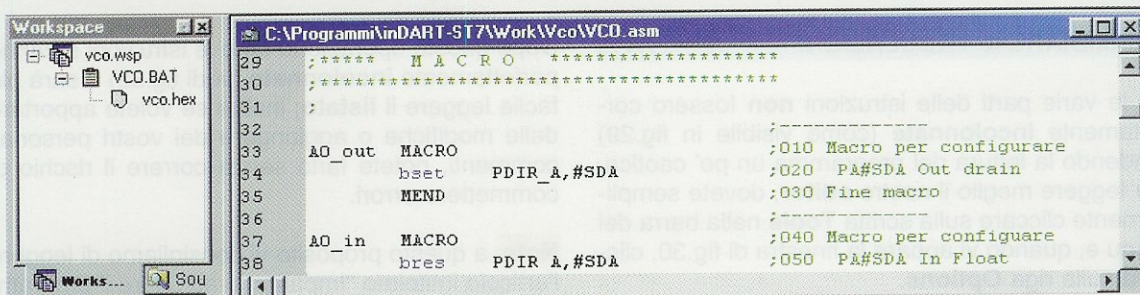 Workspace
vco.wsp
VCO.BAT
vco.hex
Works... Sou
C:\Programmi\inDART-ST7\Work\Vco\VCO.asm
29 ;***** M A C R O *********************
30 ;***************************************
31
32 ;---------------
33 AO_out MACRO ;010 Macro per configurare
34 bset PDIR_A,#SDA ;020 PA#SDA Out drain
35 MEND ;030 Fine macro
36 ;-
37 AO_in MACRO ;040 Macro per configurare
38 bres PDIR_A,#SDA ;050 PA#SDA In Float